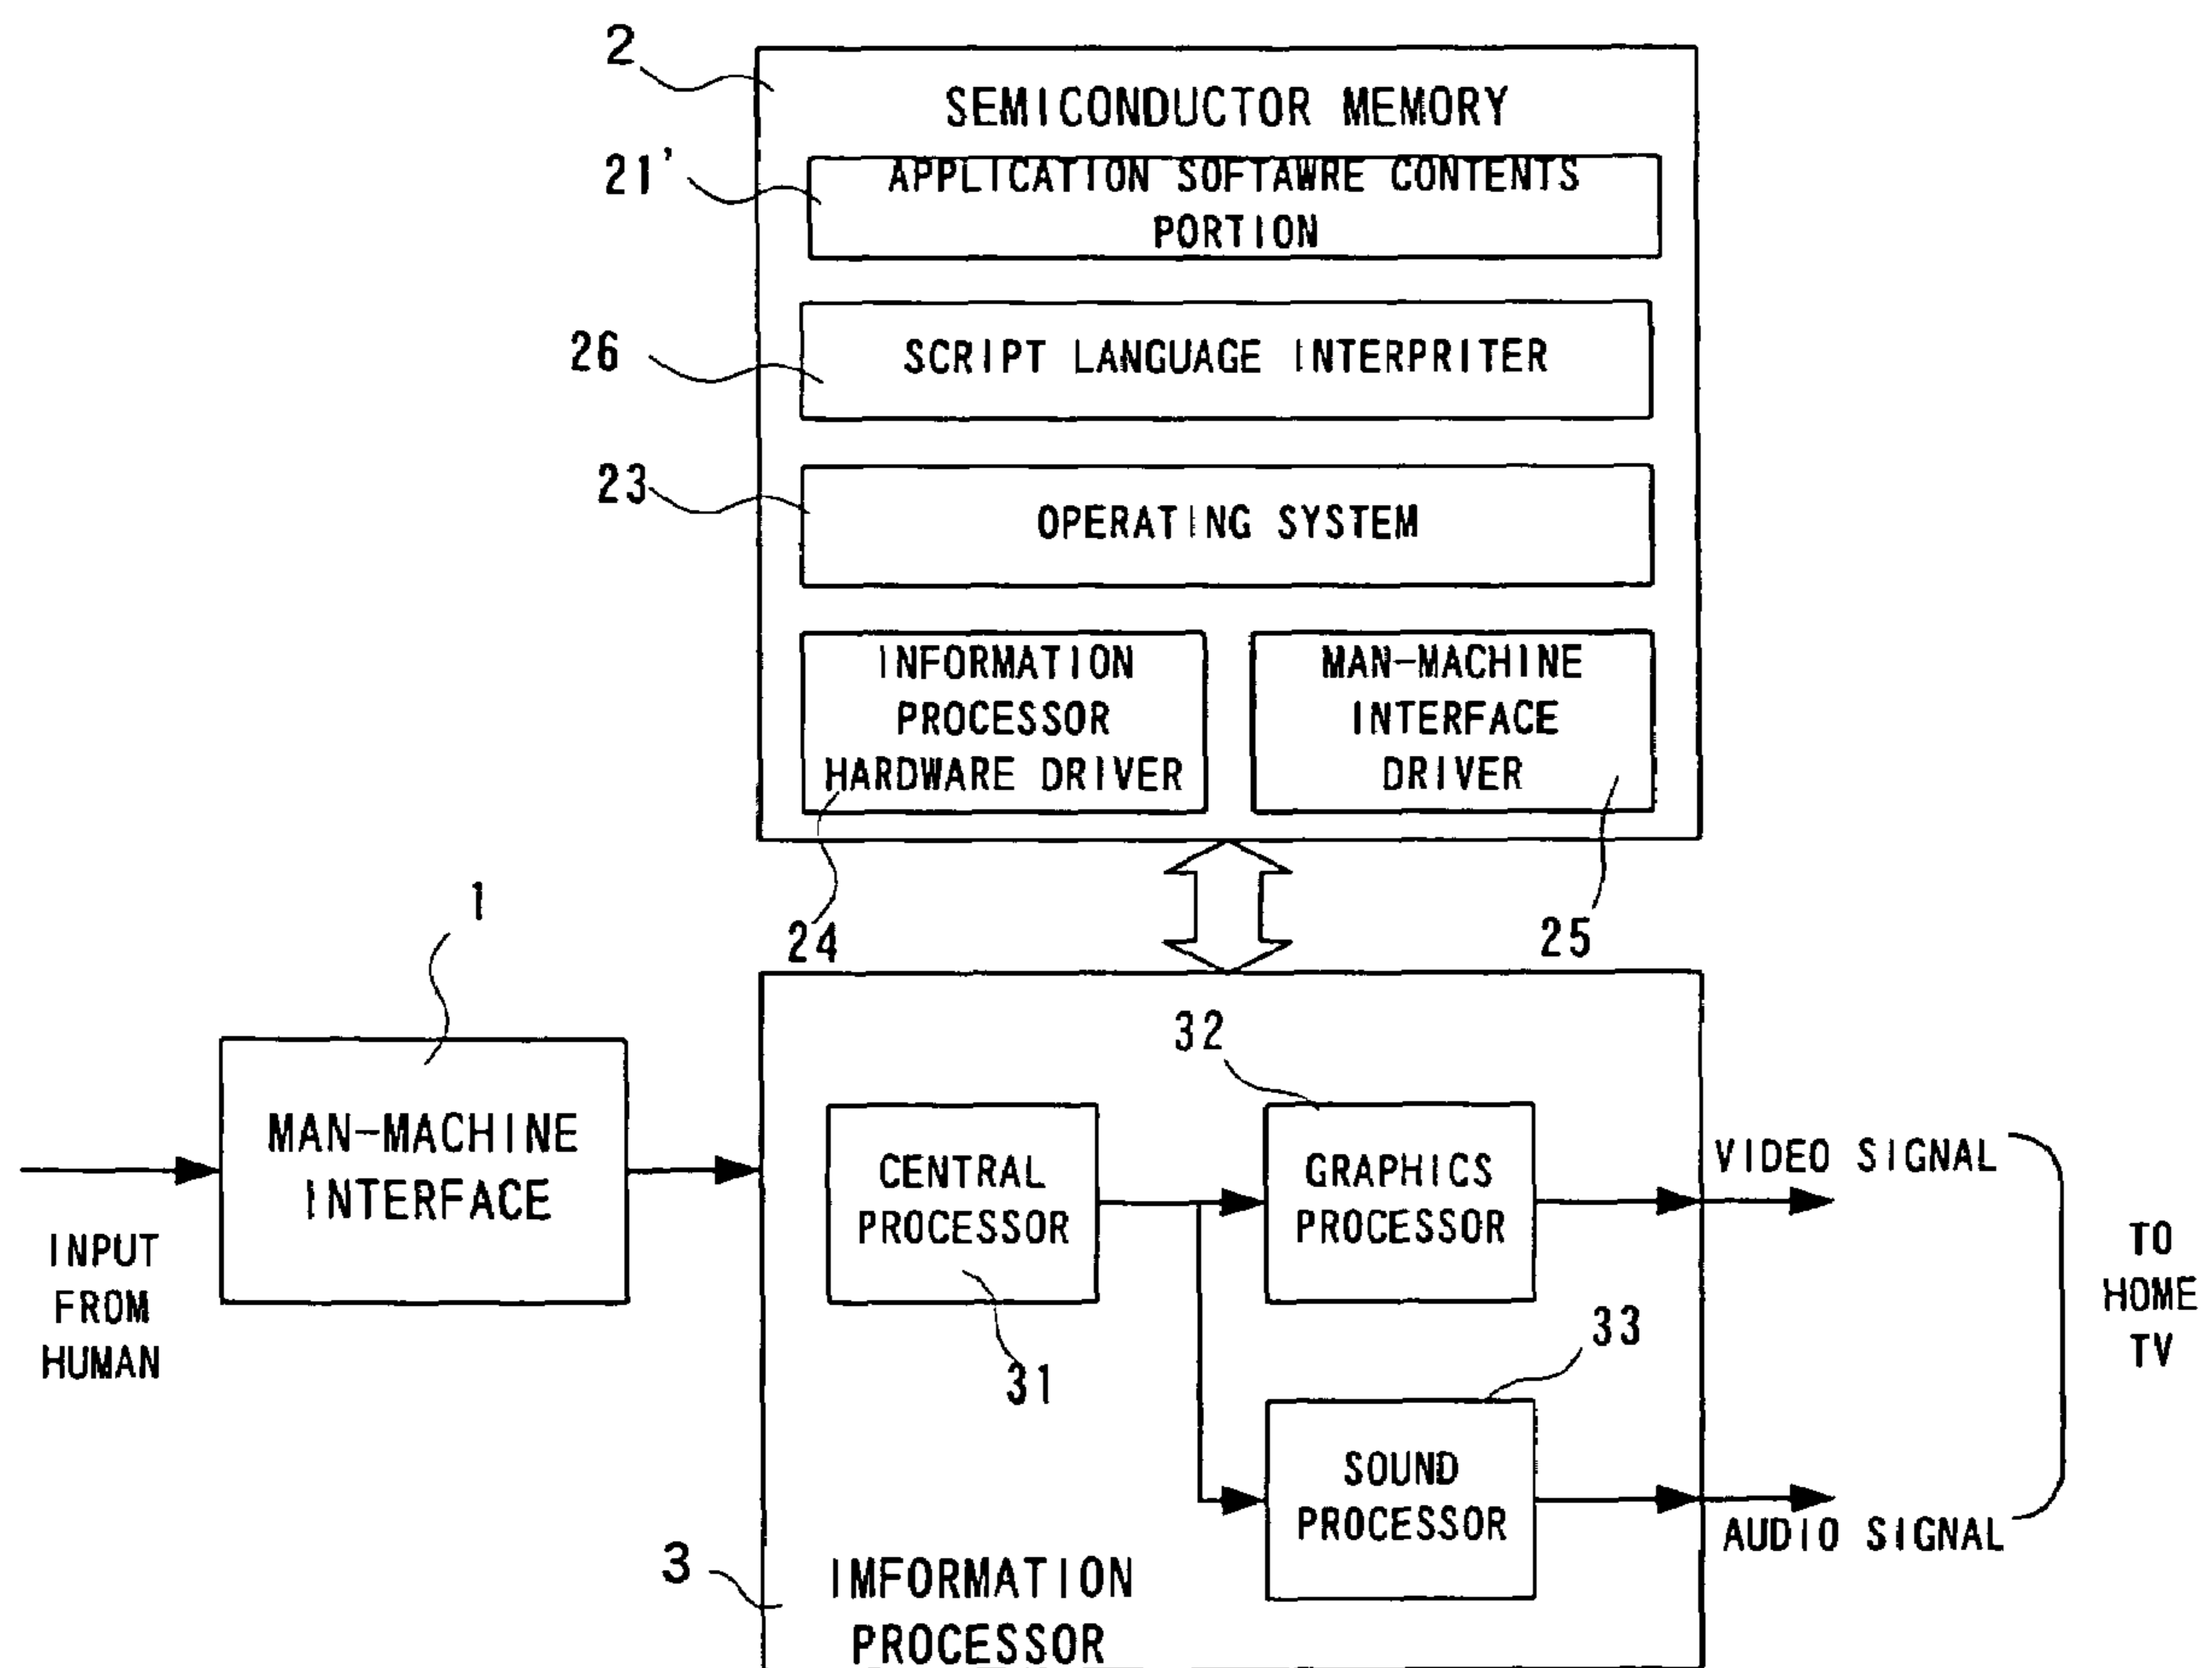 2
SEMICONDUCTOR MEMORY
21'
APPLICATION SOFTAWRE CONTENTS
PORTION
26
SCRIPT LANGUAGE INTERPRITER
23
OPERATING SYSTEM
INFORMATION
PROCESSOR
HARDWARE DRIVER
MAN-MACHINE
INTERFACE
DRIVER
24
25
1
MAN-MACHINE
INTERFACE
INPUT
FROM
HUMAN
32
CENTRAL
PROCESSOR
31
GRAPHICS
PROCESSOR
33
SOUND
PROCESSOR
3
IMFORMATION
PROCESSOR
VIDEO SIGNAL
AUDIO SIGNAL
TO
HOME
TV